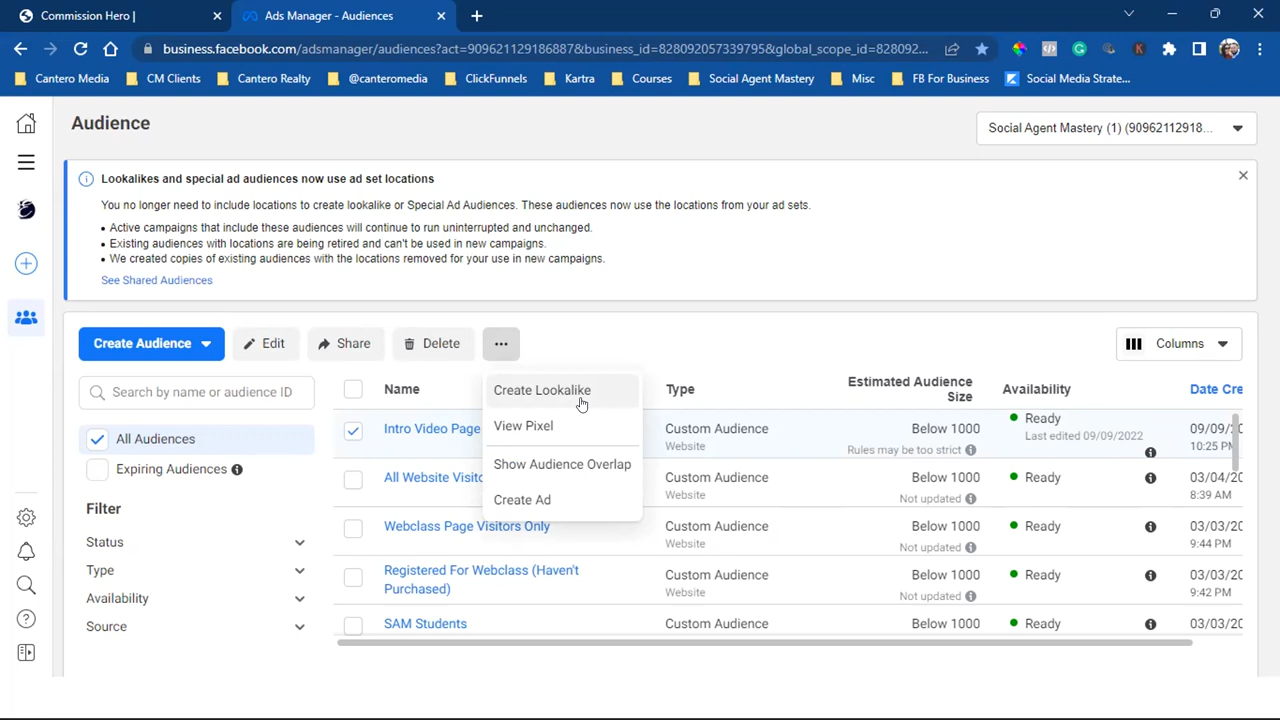 Commission Hero |
Ads Manager - Audiences
business.facebook.com/adsmanager/audiences?act=909621129186887&business_id=828092057339795&global_scope_id=828092...
Cantero Media
CM Clients
Cantero Realty
@canteromedia
ClickFunnels
Kartra
Courses
Social Agent Mastery
Misc
FB For Business
Social Media Strate...
Audience
Social Agent Mastery (1) (90962112918...
Lookalikes and special ad audiences now use ad set locations
You no longer need to include locations to create lookalike or Special Ad Audiences. These audiences now use the locations from your ad sets.
• Active campaigns that include these audiences will continue to run uninterrupted and unchanged.
• Existing audiences with locations are being retired and can't be used in new campaigns.
• We created copies of existing audiences with the locations removed for your use in new campaigns.
See Shared Audiences
Create Audience
Edit
Share
Delete
Columns
Search by name or audience ID
All Audiences
Expiring Audiences
Filter
Status
Type
Availability
Source
Create Lookalike
View Pixel
Show Audience Overlap
Create Ad
Name
Type
Estimated Audience
Size
Availability
Date Cre
Intro Video Page
Custom Audience
Website
Below 1000
Rules may be too strict
Ready
Last edited 09/09/2022
09/09/
10:25 PM
All Website Visito
Custom Audience
Website
Below 1000
Not updated
Ready
03/04/20
8:39 AM
Webclass Page Visitors Only
Custom Audience
Website
Below 1000
Not updated
Ready
03/03/20
9:44 PM
Registered For Webclass (Haven't
Purchased)
Custom Audience
Website
Below 1000
Not updated
Ready
03/03/20
9:42 PM
SAM Students
Custom Audience
Below 1000
Ready
03/03/20